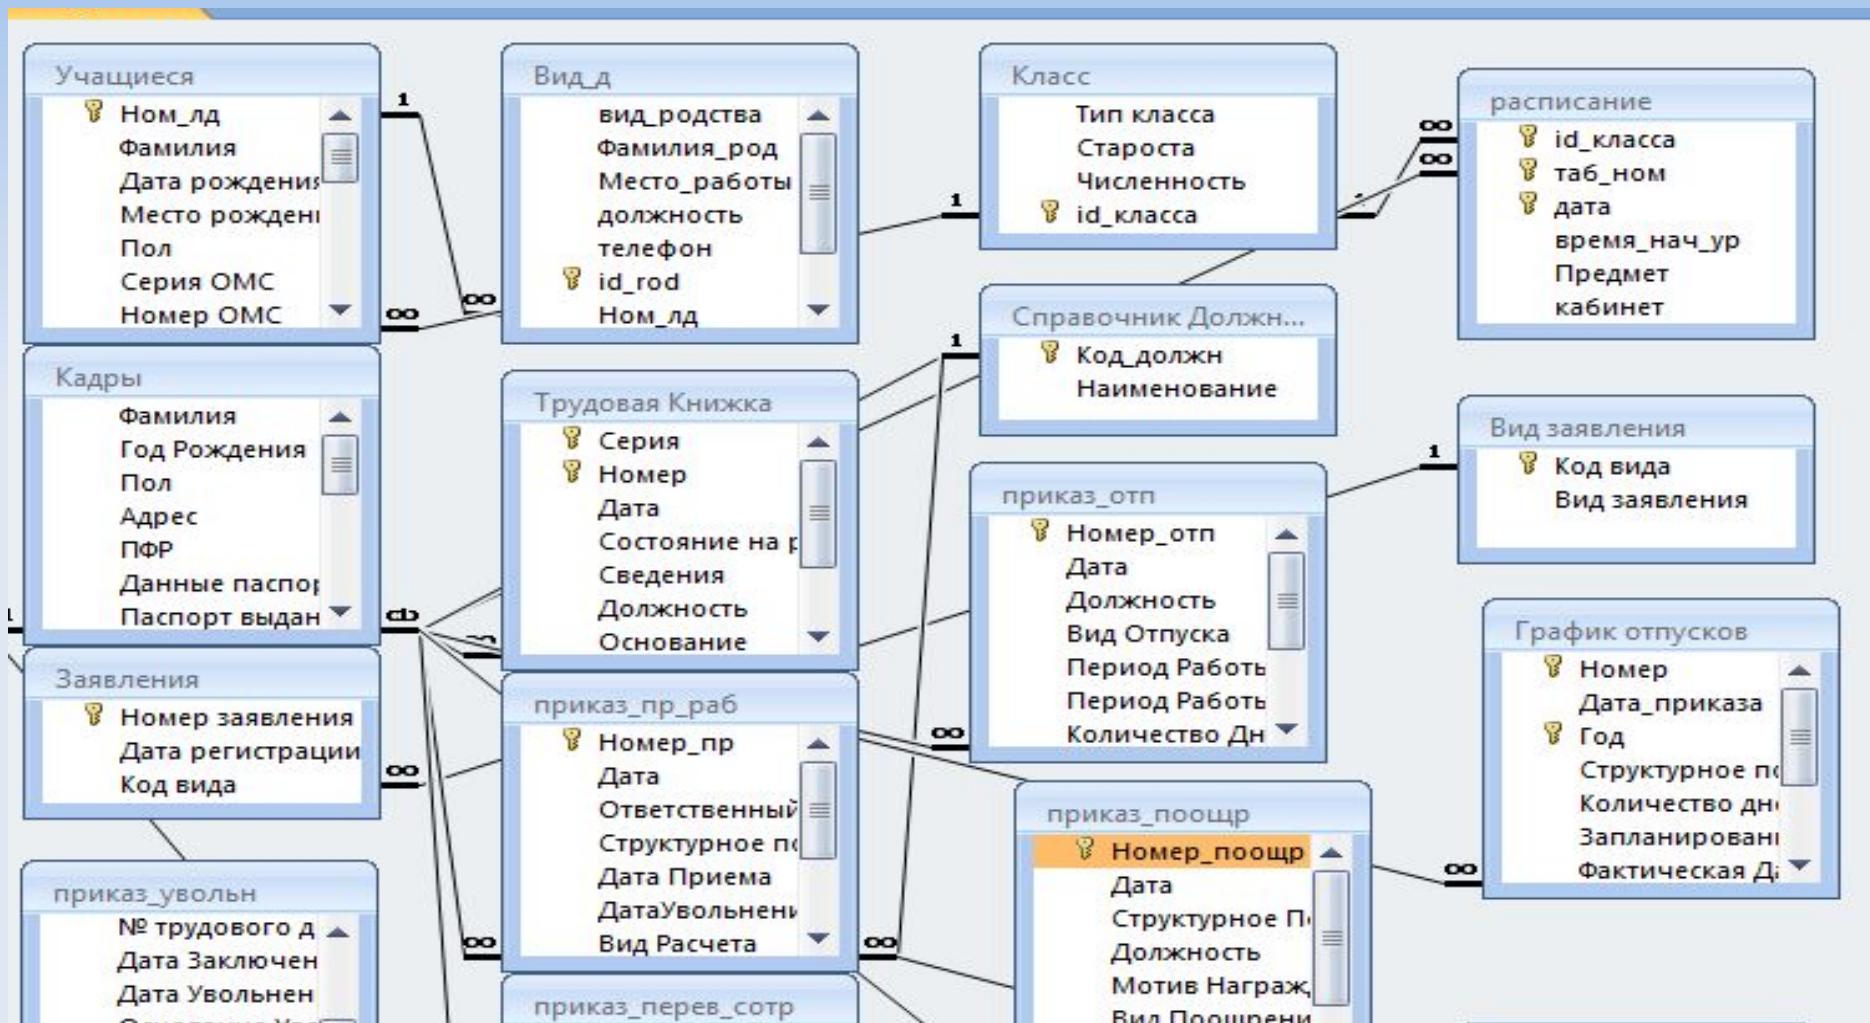 Учащиеся
Ном_лд
Фамилия
Дата рождения
Место рожден
Пол
Серия ОМС
Номер ОМС
1
∞
Вид_д
вид_родства
Фамилия_род
Место_работы
должность
телефон
id_rod
Ном_лд
∞
Класс
Тип класса
Староста
Численность
id_класса
1
расписание
id_класса
таб_ном
дата
время_нач_ур
Предмет
кабинет
∞
∞
Кадры
Фамилия
Год Рождения
Пол
Адрес
ПФР
Данные паспор
Паспорт выдан
1
Трудовая Книжка
Серия
Номер
Дата
Состояние на р
Сведения
Должность
Основание
Справочник Должн...
Код_должн
Наименование
1
приказ_отп
Номер_отп
Дата
Должность
Вид Отпуска
Период Работь
Период Работь
Количество Дн
∞
Вид заявления
Код вида
Вид заявления
1
График отпусков
Номер
Дата_приказа
Год
Структурное по
Количество дн
Запланирован
Фактическая Да
∞
Заявления
Номер заявления
Дата регистрации
Код вида
∞
приказ_пр_раб
Номер_пр
Дата
Ответственный
Структурное по
Дата Приема
ДатаУвольнени
Вид Расчета
∞
∞
приказ_поощр
Номер_поощр
Дата
Структурное П
Должность
Мотив Награж
Вид Поощрени
приказ_увольн
№ трудового д
Дата Заключен
Дата Увольнен
приказ_перев_сотр